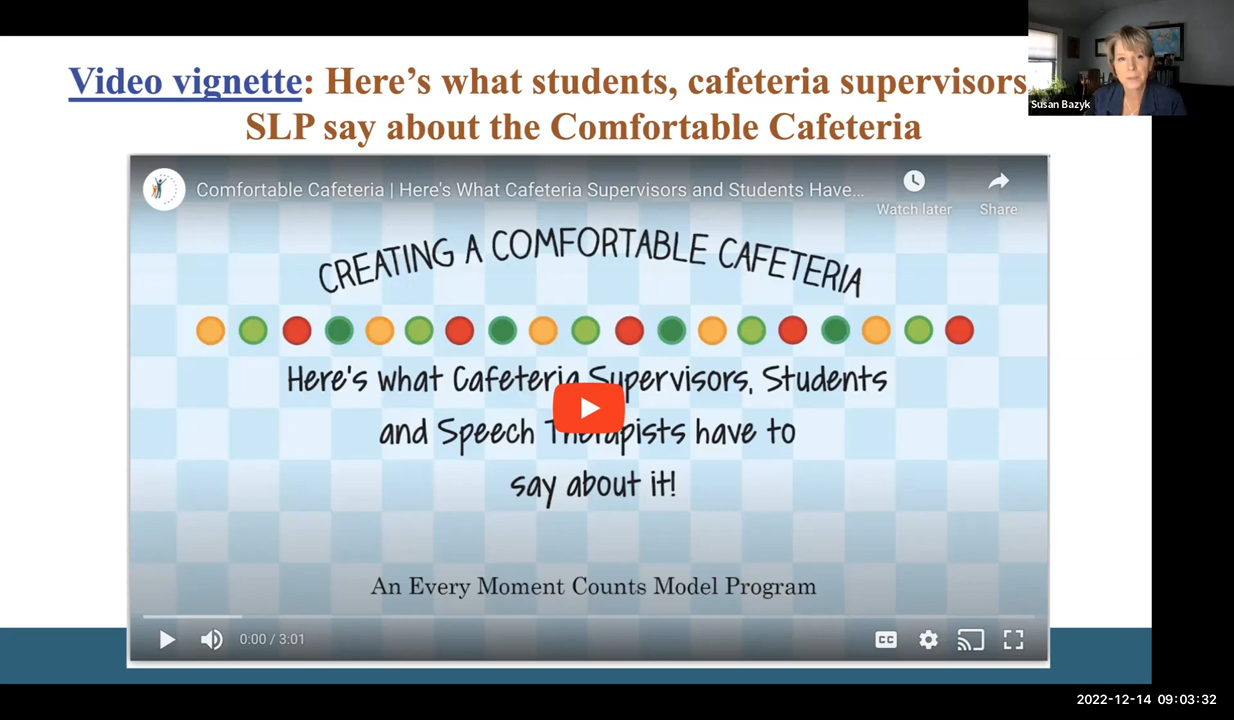 Video vignette: Here's what students, cafeteria supervisors
SLP say about the Comfortable Cafeteria
Susan Bazyk
Comfortable Cafeteria | Here's What Cafeteria Supervisors and Students Have...
Watch later
Share
CREATING A COMFORTABLE CAFETERIA
Here's what Cafeteria Supervisors, Students
and Speech Therapists have to
say about it!
An Every Moment Counts Model Program
0:00 / 3:01
CC
2022-12-14 09:03:32